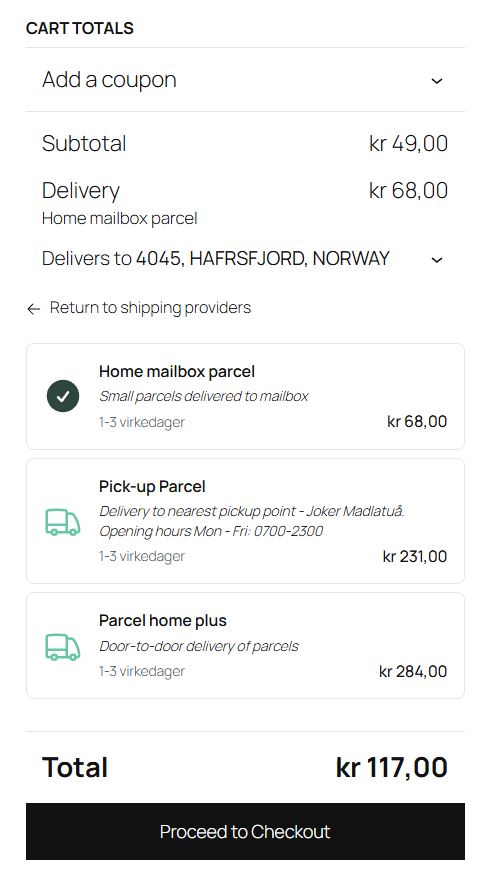 CART TOTALS
Add a coupon
Subtotal kr 49,00
Delivery kr 68,00
Home mailbox parcel
Delivers to 4045, HAFRSFJORD, NORWAY
← Return to shipping providers
Home mailbox parcel
Small parcels delivered to mailbox
1-3 virkedager kr 68,00
Pick-up Parcel
Delivery to nearest pickup point - Joker Madlatuå.
Opening hours Mon - Fri: 0700-2300
1-3 virkedager kr 231,00
Parcel home plus
Door-to-door delivery of parcels
1-3 virkedager kr 284,00
Total kr 117,00
Proceed to Checkout